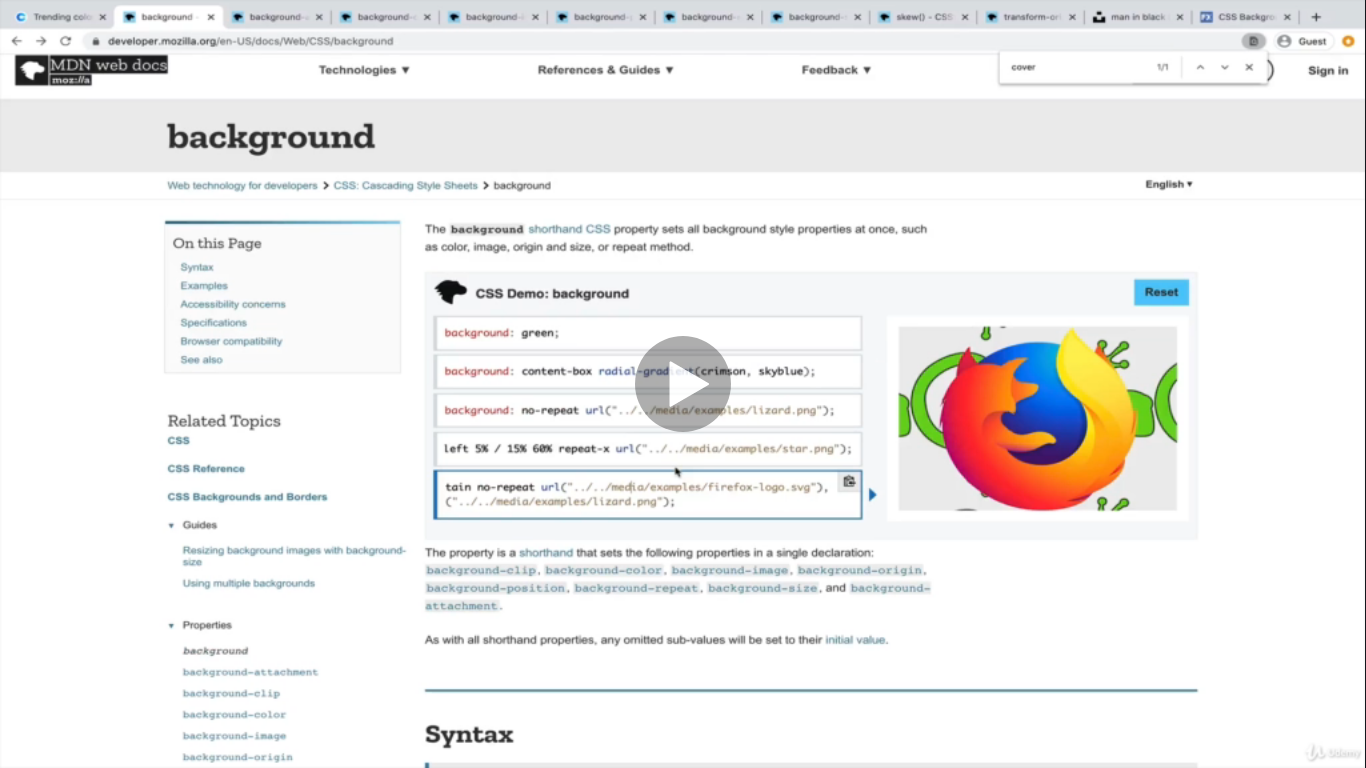 Trending colo
background
background-
background-
background-
background-
background-
background-
skew() - CSS
transform-ori
man in black
CSS Backgro
developer.mozilla.org/en-US/docs/Web/CSS/background
Guest
MDN web docs
moz://a
Technologies ▼
References & Guides ▼
Feedback ▼
cover
1/1
Sign in
background
Web technology for developers > CSS: Cascading Style Sheets > background
English ▼
On this Page
Syntax
Examples
Accessibility concerns
Specifications
Browser compatibility
See also
Related Topics
CSS
CSS Reference
CSS Backgrounds and Borders
Guides
Resizing background images with background-
size
Using multiple backgrounds
Properties
background
background-attachment
background-clip
background-color
background-image
background-origin
The background shorthand CSS property sets all background style properties at once, such
as color, image, origin and size, or repeat method.
CSS Demo: background
Reset
background: green;
background: content-box radial-gradient(crimson, skyblue);
background: no-repeat url("../../media/examples/lizard.png");
left 5% / 15% 60% repeat-x url("../../media/examples/star.png");
tain no-repeat url("../../media/examples/firefox-logo.svg"),
("../../media/examples/lizard.png");
The property is a shorthand that sets the following properties in a single declaration:
background-clip, background-color, background-image, background-origin,
background-position, background-repeat, background-size, and background-
attachment.
As with all shorthand properties, any omitted sub-values will be set to their initial value.
Syntax
Udemy